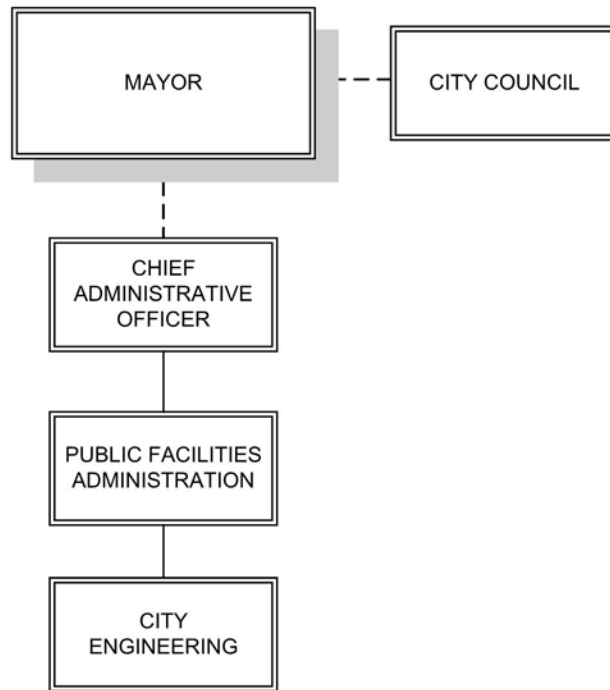 MAYOR
CITY COUNCIL
CHIEF
ADMINISTRATIVE
OFFICER
PUBLIC FACILITIES
ADMINISTRATION
CITY
ENGINEERING